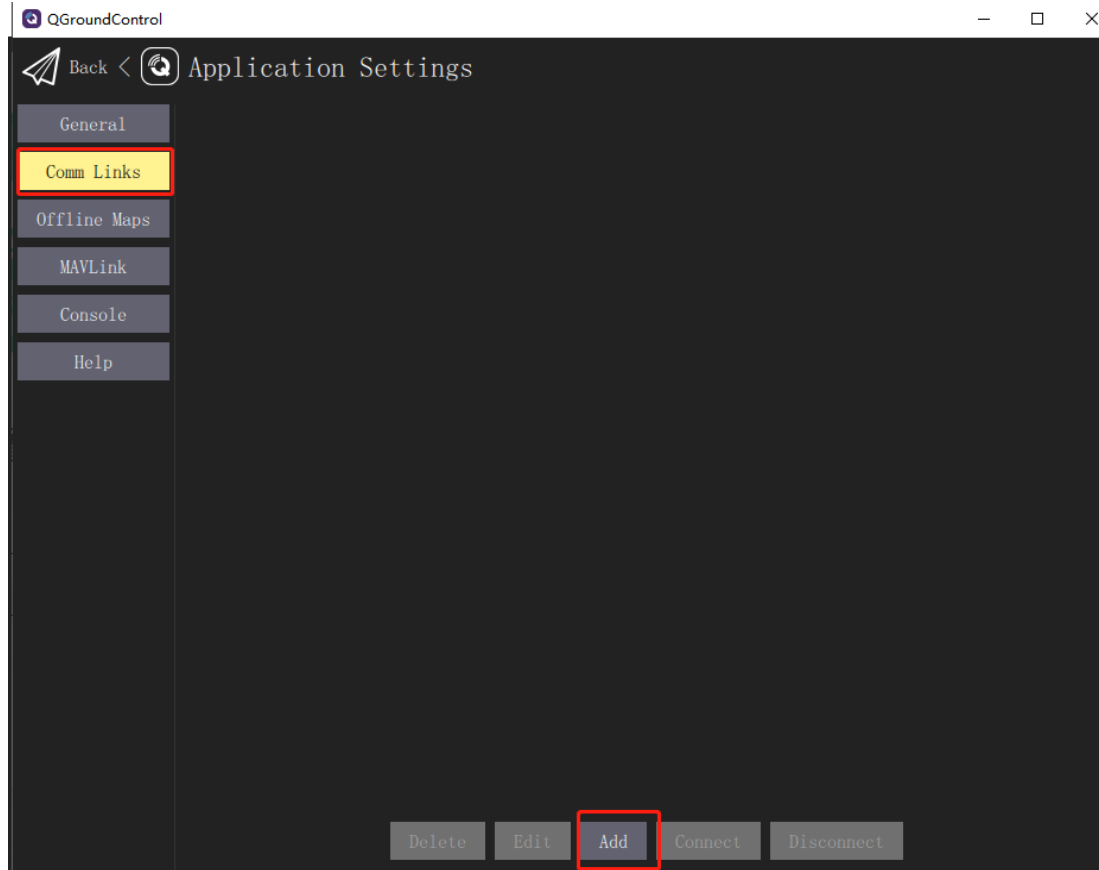 QGroundControl
Back < Application Settings
General
Comm Links
Offline Maps
MAVLink
Console
Help
Delete Edit Add Connect Disconnect